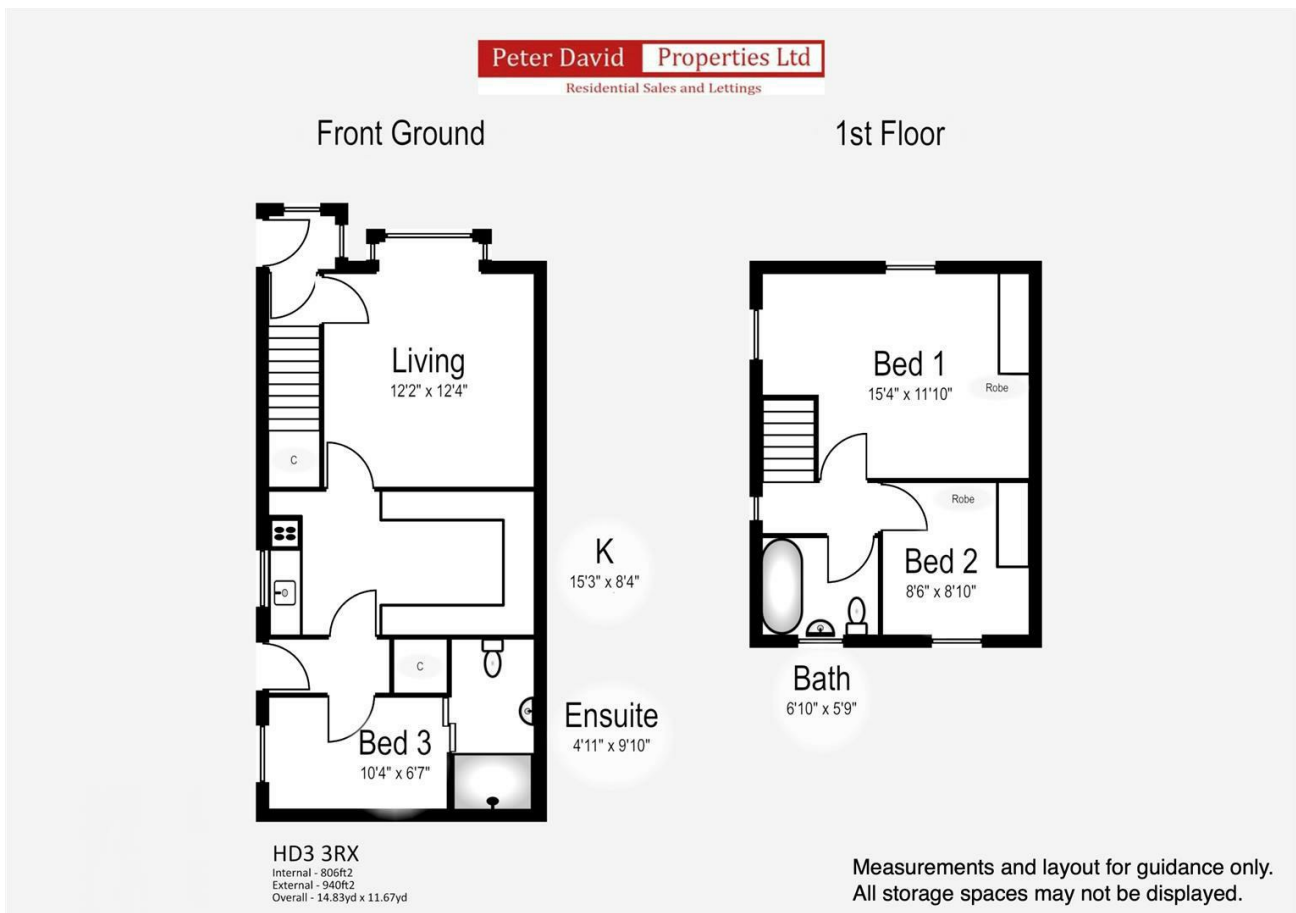 Peter David Properties Ltd
Residential Sales and Lettings
Front Ground
1st Floor
Living
12'2" x 12'4"
C
K
15'3" x 8'4"
C
Ensuite
4'11" x 9'10"
Bed 3
10'4" x 6'7"
Bed 1
15'4" x 11'10"
Robe
Robe
Bed 2
8'6" x 8'10"
Bath
6'10" x 5'9"
HD3 3RX
Internal - 806ft2
External - 940ft2
Overall - 14.83yd x 11.67yd
Measurements and layout for guidance only.
All storage spaces may not be displayed.